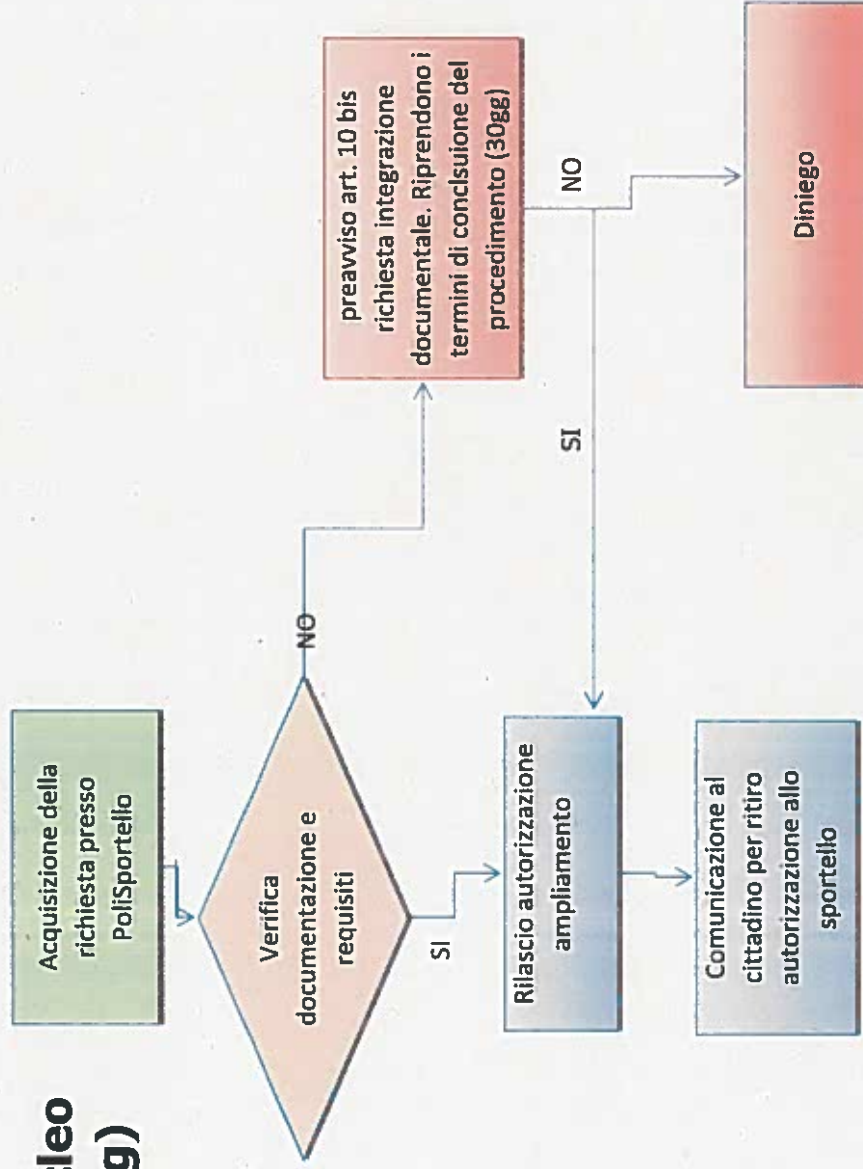 cleo
g)
Acquisizione della
richiesta presso
PoliSportello
Verifica
documentazione e
requisiti
NO
SI
preavviso art. 10 bis
richiesta integrazione
documentale. Riprendono i
termini di conclsuione del
procedimento (30gg)
NO
SI
Rilascio autorizzazione
ampliamento
Comunicazione al
cittadino per ritiro
autorizzazione allo
sportello
Diniego